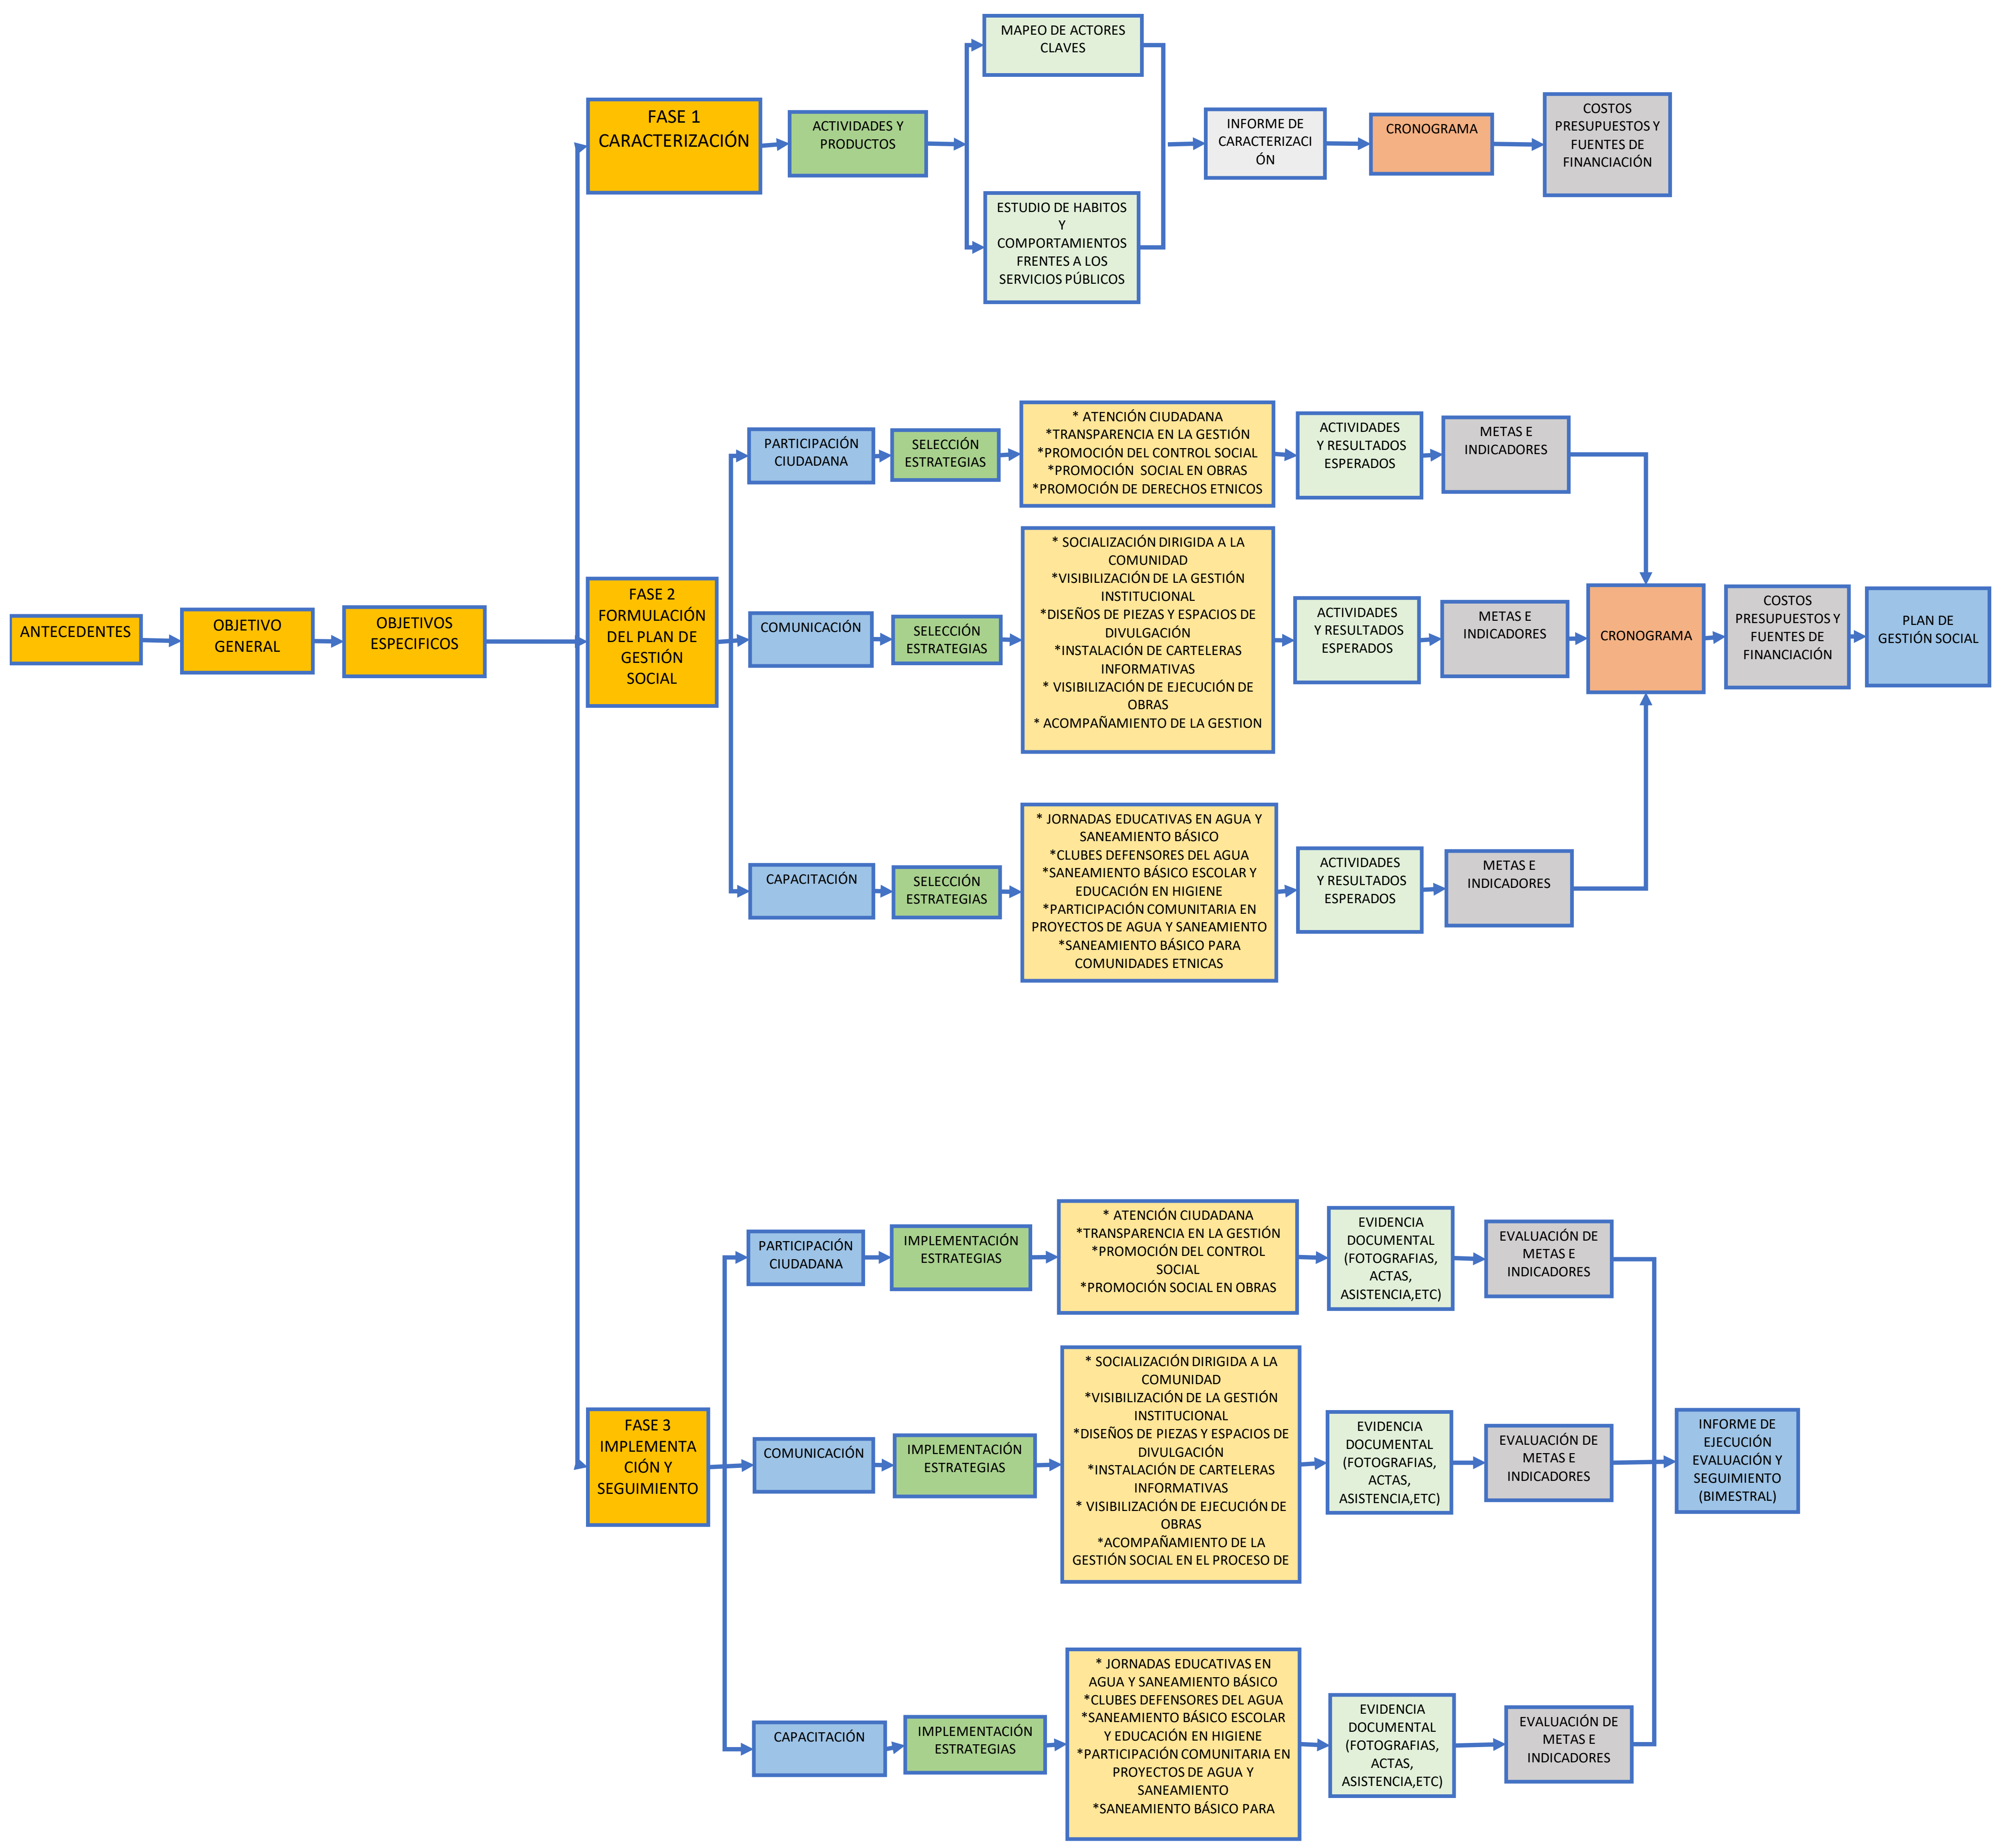 ANTECEDENTES
OBJETIVO
GENERAL
OBJETIVOS
ESPECIFICOS
FASE 1
CARACTERIZACIÓN
ACTIVIDADES Y
PRODUCTOS
MAPEO DE ACTORES
CLAVES
ESTUDIO DE HABITOS
Y
COMPORTAMIENTOS
FRENTES A LOS
SERVICIOS PÚBLICOS
INFORME DE
CARACTERIZACI
ÓN
CRONOGRAMA
COSTOS
PRESUPUESTOS Y
FUENTES DE
FINANCIACIÓN
FASE 2
FORMULACIÓN
DEL PLAN DE
GESTIÓN
SOCIAL
PARTICIPACIÓN
CIUDADANA
SELECCIÓN
ESTRATEGIAS
* ATENCIÓN CIUDADANA
*TRANSPARENCIA EN LA GESTIÓN
*PROMOCIÓN DEL CONTROL SOCIAL
*PROMOCIÓN  SOCIAL EN OBRAS
*PROMOCIÓN DE DERECHOS ETNICOS
ACTIVIDADES
Y RESULTADOS
ESPERADOS
METAS E
INDICADORES
COMUNICACIÓN
SELECCIÓN
ESTRATEGIAS
* SOCIALIZACIÓN DIRIGIDA A LA
COMUNIDAD
*VISIBILIZACIÓN DE LA GESTIÓN
INSTITUCIONAL
*DISEÑOS DE PIEZAS Y ESPACIOS DE
DIVULGACIÓN
*INSTALACIÓN DE CARTELERAS
INFORMATIVAS
* VISIBILIZACIÓN DE EJECUCIÓN DE
OBRAS
* ACOMPAÑAMIENTO DE LA GESTION
ACTIVIDADES
Y RESULTADOS
ESPERADOS
METAS E
INDICADORES
CAPACITACIÓN
SELECCIÓN
ESTRATEGIAS
* JORNADAS EDUCATIVAS EN AGUA Y
SANEAMIENTO BÁSICO
*CLUBES DEFENSORES DEL AGUA
*SANEAMIENTO BÁSICO ESCOLAR Y
EDUCACIÓN EN HIGIENE
*PARTICIPACIÓN COMUNITARIA EN
PROYECTOS DE AGUA Y SANEAMIENTO
*SANEAMIENTO BÁSICO PARA
COMUNIDADES ETNICAS
ACTIVIDADES
Y RESULTADOS
ESPERADOS
METAS E
INDICADORES
CRONOGRAMA
COSTOS
PRESUPUESTOS Y
FUENTES DE
FINANCIACIÓN
PLAN DE
GESTIÓN SOCIAL
FASE 3
IMPLEMENTA
CIÓN Y
SEGUIMIENTO
PARTICIPACIÓN
CIUDADANA
IMPLEMENTACIÓN
ESTRATEGIAS
* ATENCIÓN CIUDADANA
*TRANSPARENCIA EN LA GESTIÓN
*PROMOCIÓN DEL CONTROL
SOCIAL
*PROMOCIÓN SOCIAL EN OBRAS
EVIDENCIA
DOCUMENTAL
(FOTOGRAFIAS,
ACTAS,
ASISTENCIA,ETC)
EVALUACIÓN DE
METAS E
INDICADORES
COMUNICACIÓN
IMPLEMENTACIÓN
ESTRATEGIAS
* SOCIALIZACIÓN DIRIGIDA A LA
COMUNIDAD
*VISIBILIZACIÓN DE LA GESTIÓN
INSTITUCIONAL
*DISEÑOS DE PIEZAS Y ESPACIOS DE
DIVULGACIÓN
*INSTALACIÓN DE CARTELERAS
INFORMATIVAS
* VISIBILIZACIÓN DE EJECUCIÓN DE
OBRAS
*ACOMPAÑAMIENTO DE LA
GESTIÓN SOCIAL EN EL PROCESO DE
EVIDENCIA
DOCUMENTAL
(FOTOGRAFIAS,
ACTAS,
ASISTENCIA,ETC)
EVALUACIÓN DE
METAS E
INDICADORES
CAPACITACIÓN
IMPLEMENTACIÓN
ESTRATEGIAS
* JORNADAS EDUCATIVAS EN
AGUA Y SANEAMIENTO BÁSICO
*CLUBES DEFENSORES DEL AGUA
*SANEAMIENTO BÁSICO ESCOLAR
Y EDUCACIÓN EN HIGIENE
*PARTICIPACIÓN COMUNITARIA EN
PROYECTOS DE AGUA Y
SANEAMIENTO
*SANEAMIENTO BÁSICO PARA
EVIDENCIA
DOCUMENTAL
(FOTOGRAFIAS,
ACTAS,
ASISTENCIA,ETC)
EVALUACIÓN DE
METAS E
INDICADORES
INFORME DE
EJECUCIÓN
EVALUACIÓN Y
SEGUIMIENTO
(BIMESTRAL)